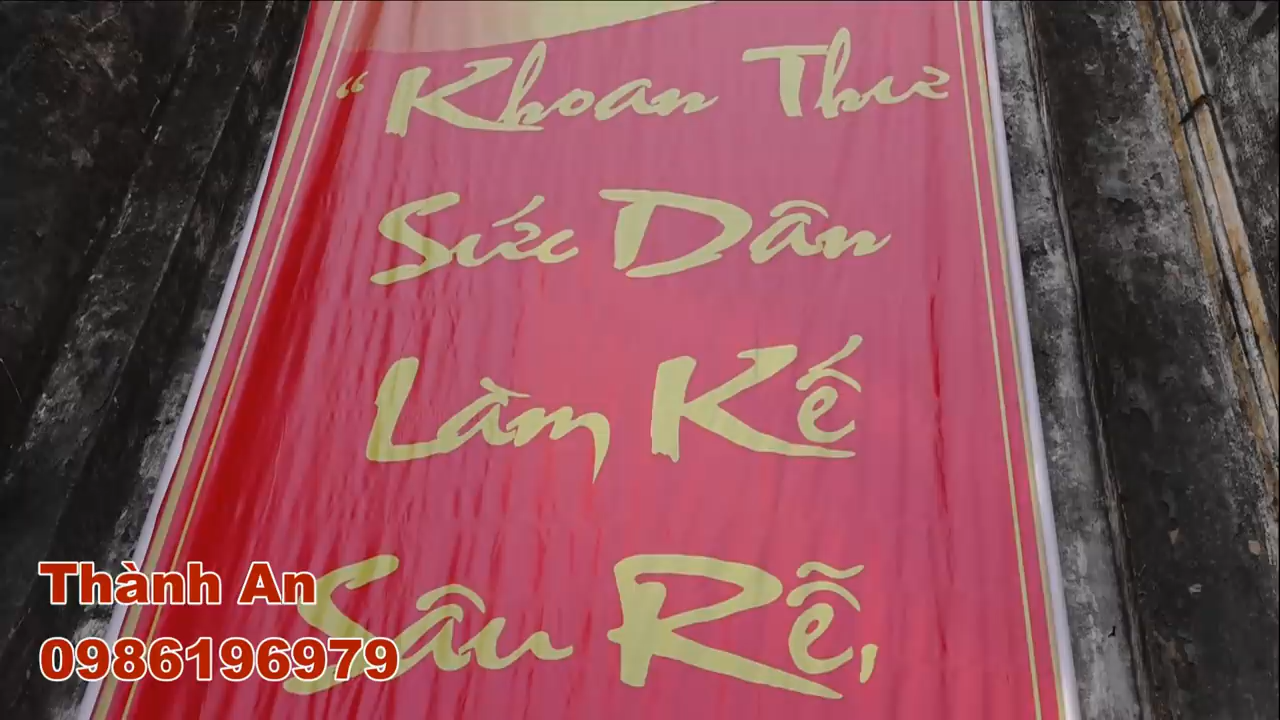 “ Khoan Thư
Sức Dân
Làm Kế
Sâu Rễ,
Thành An
0986196979